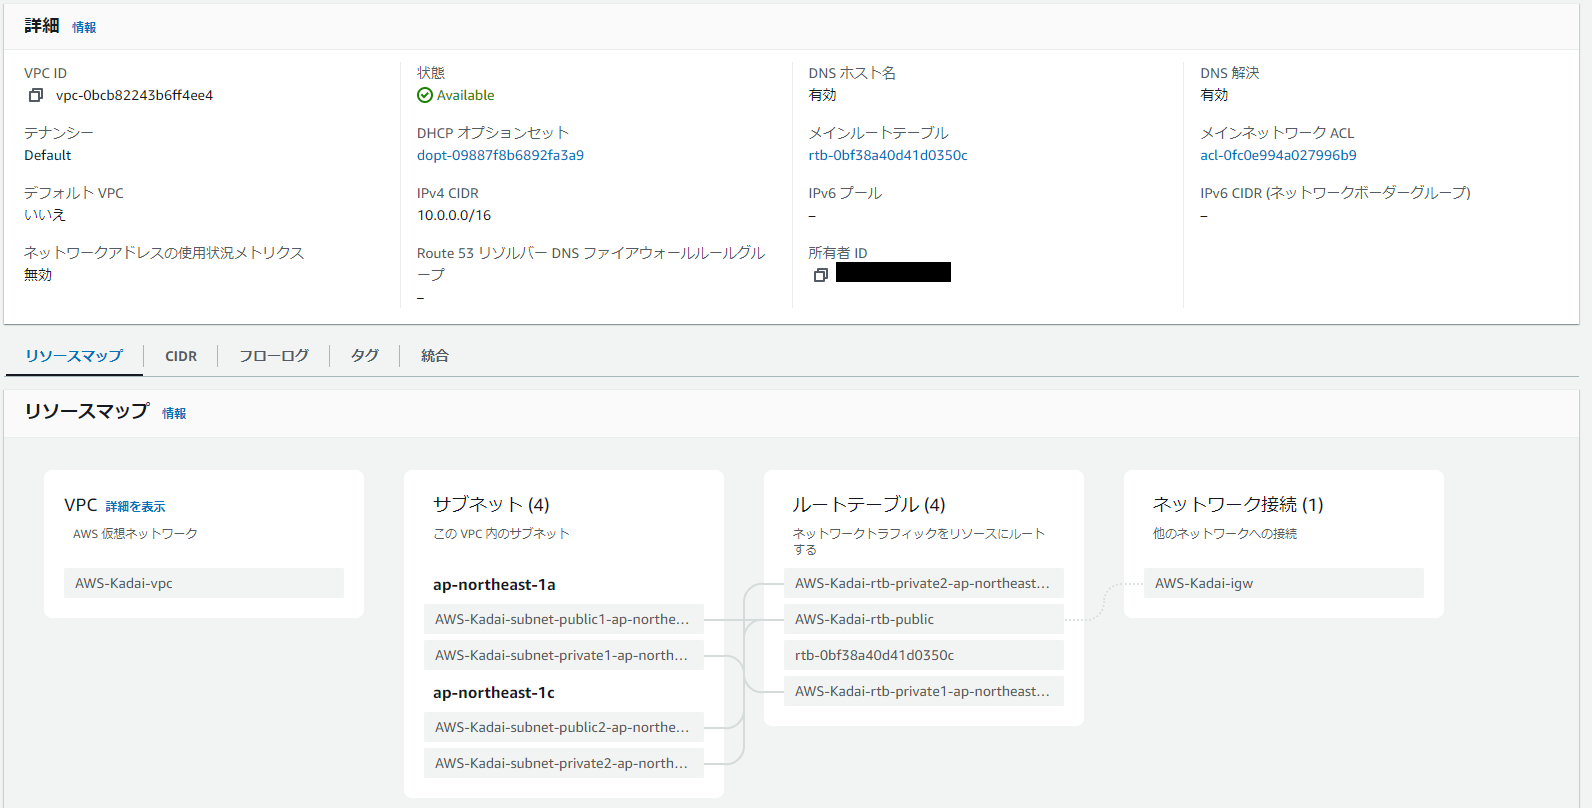 詳細 情報
VPC ID
vpc-0bcb82243b6ff4ee4
状態
Available
DNS ホスト名
有効
DNS 解決
有効
テナンシー
Default
DHCP オプションセット
dopt-09887f8b6892fa3a9
メインルートテーブル
rtb-0bf38a40d41d0350c
メインネットワーク ACL
acl-0fc0e994a027996b9
デフォルト VPC
いいえ
IPv4 CIDR
10.0.0.0/16
IPv6 プール
–
IPv6 CIDR (ネットワークボーダーグループ)
–
ネットワークアドレスの使用状況メトリクス
無効
Route 53 リゾルバー DNS ファイアウォールルールグル
ープ
–
所有者 ID
リソースマップ
CIDR
フローログ
タグ
統合
リソースマップ 情報
VPC 詳細を表示
AWS 仮想ネットワーク
AWS-Kadai-vpc
サブネット (4)
この VPC 内のサブネット
ap-northeast-1a
AWS-Kadai-subnet-public1-ap-northe...
AWS-Kadai-subnet-private1-ap-north...
ap-northeast-1c
AWS-Kadai-subnet-public2-ap-northe...
AWS-Kadai-subnet-private2-ap-north...
ルートテーブル (4)
ネットワークトラフィックをリソースにルート
する
AWS-Kadai-rtb-private2-ap-northeast...
AWS-Kadai-rtb-public
rtb-0bf38a40d41d0350c
AWS-Kadai-rtb-private1-ap-northeast...
ネットワーク接続 (1)
他のネットワークへの接続
AWS-Kadai-igw